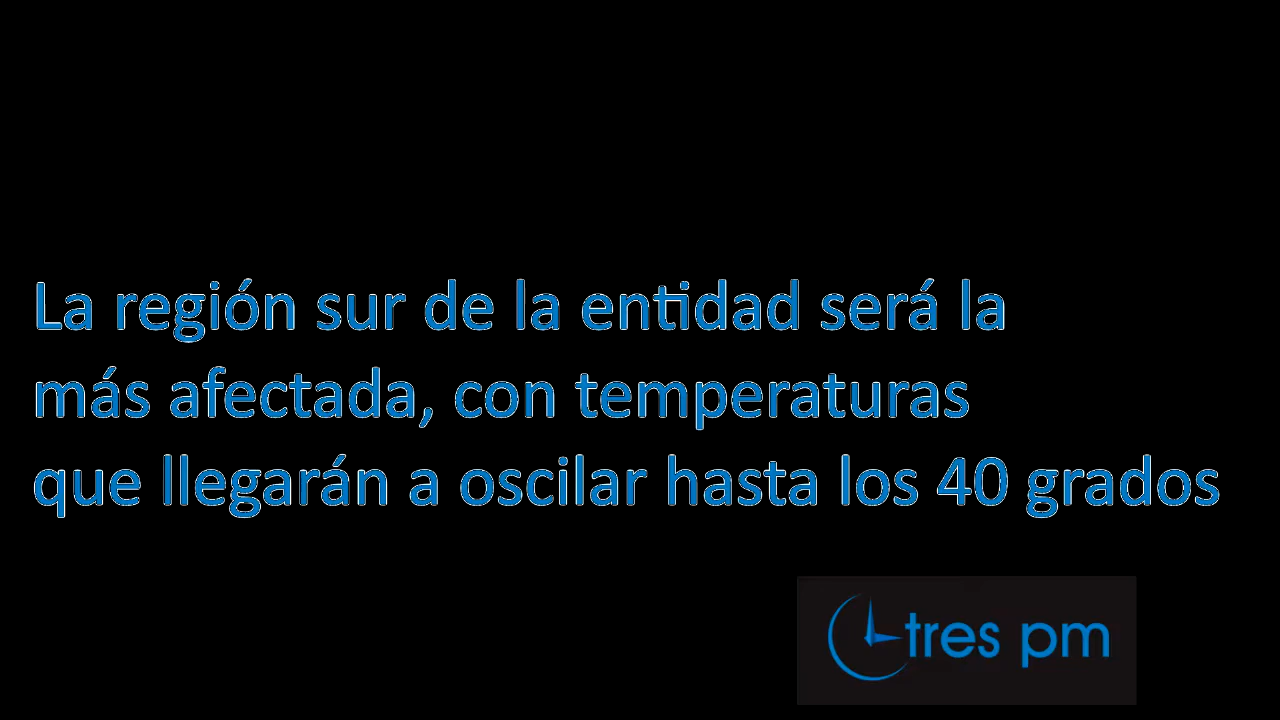 La región sur de la entidad será la
más afectada, con temperaturas
que llegarán a oscilar hasta los 40 grados
tres pm